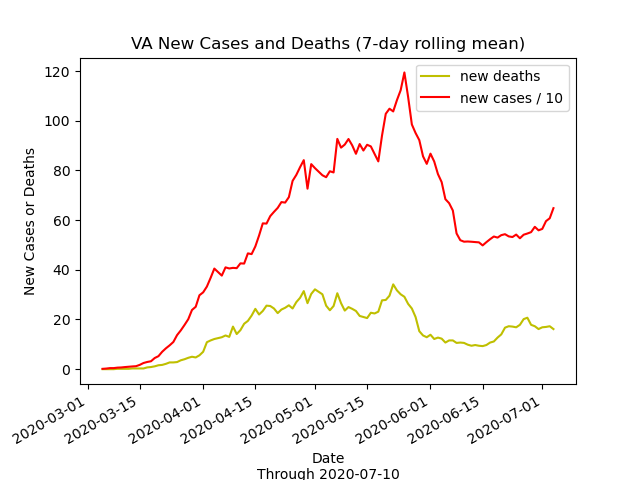 VA New Cases and Deaths (7-day rolling mean)
new deaths
new cases / 10
New Cases or Deaths
120
100
80
60
40
20
0
2020-03-01
2020-03-15
2020-04-01
2020-04-15
2020-05-01
2020-05-15
2020-06-01
2020-06-15
2020-07-01
Date
Through 2020-07-10